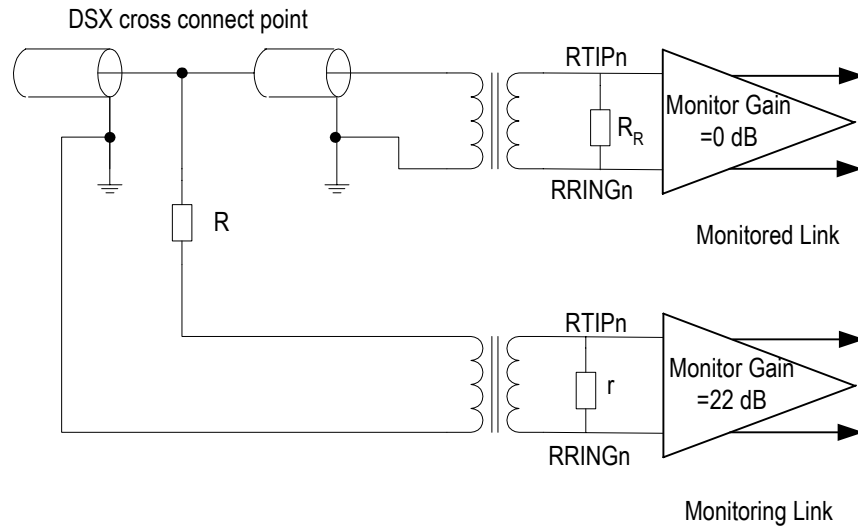 DSX cross connect point
RTIPn
Monitor Gain
=0 dB
RR
RRINGn
Monitored Link
R
RTIPn
Monitor Gain
=22 dB
r
RRINGn
Monitoring Link